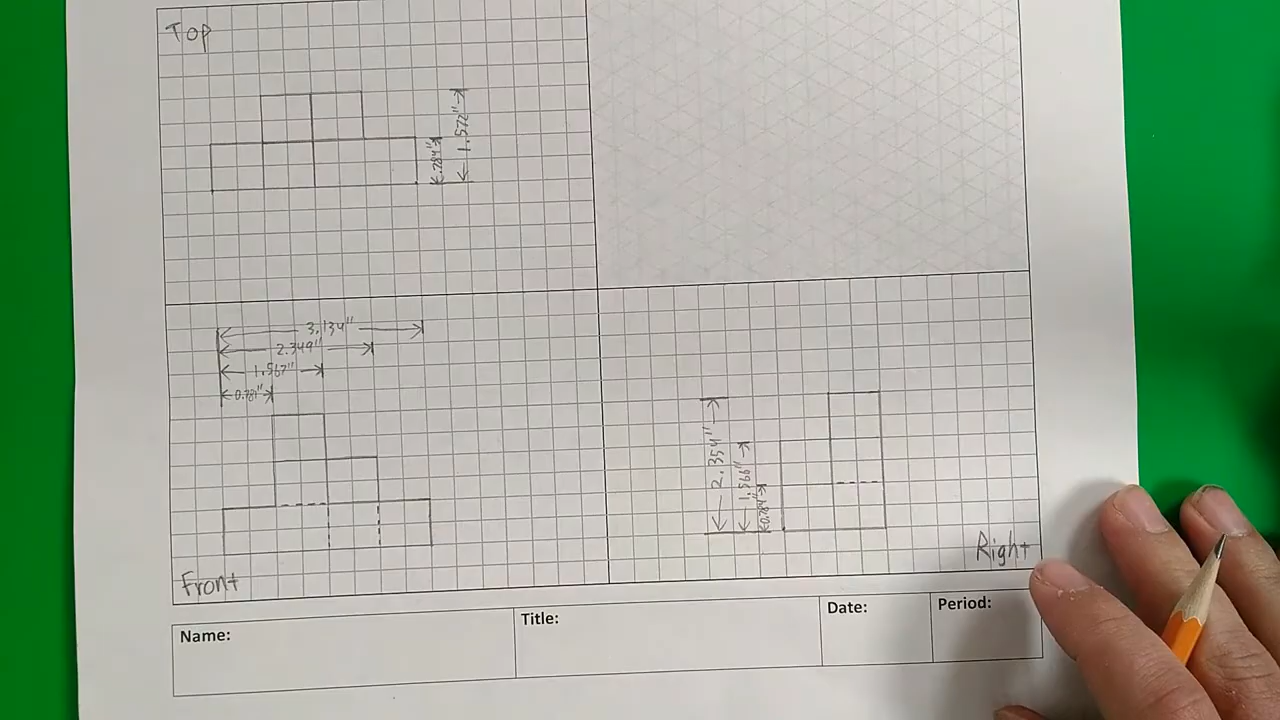 Top
.784"
1.572"
3.134"
2.349"
1.567"
0.781"
2.354"
1.566"
0.784"
Right
Front
Name:
Title:
Date:
Period: